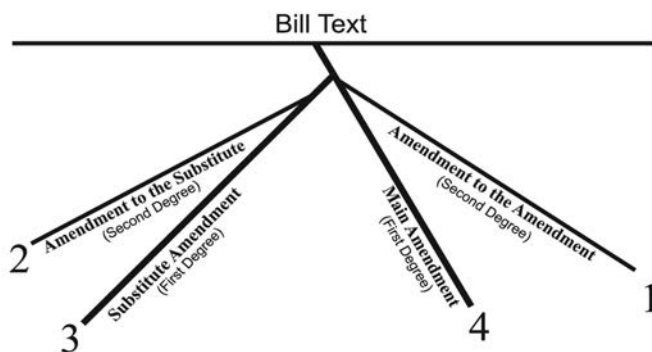 Bill Text
Amendment to the Substitute
(Second Degree)
2
Substitute Amendment
(First Degree)
3
Main Amendment
(First Degree)
4
Amendment to the Amendment
(Second Degree)
1